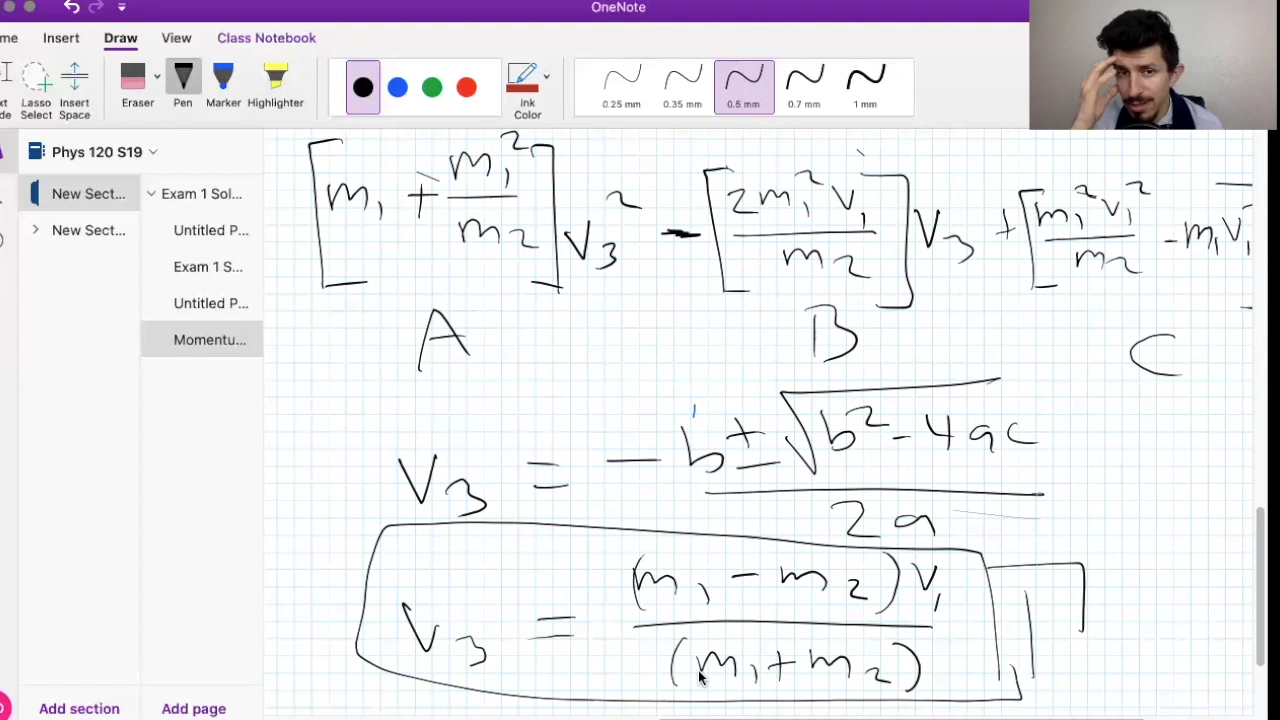 OneNote
me Insert Draw View Class Notebook
Lasso Select Insert Space Eraser Pen Marker Highlighter Ink Color 0.25 mm 0.35 mm 0.5 mm 0.7 mm 1 mm
Phys 120 S19
New Sect... Exam 1 Sol...
New Sect... Untitled P...
Exam 1 S...
Untitled P...
Momentu...
[m₁ + m₁²/m₂] v₃² - [2m₁²v₁/m₂] v₃ + [m₁²v₁²/m₂ - m₁v₁
A B C
v₃ = -b ± √(b² - 4ac) / 2a
v₃ = (m₁ - m₂)v₁ / (m₁ + m₂)
Add section Add page